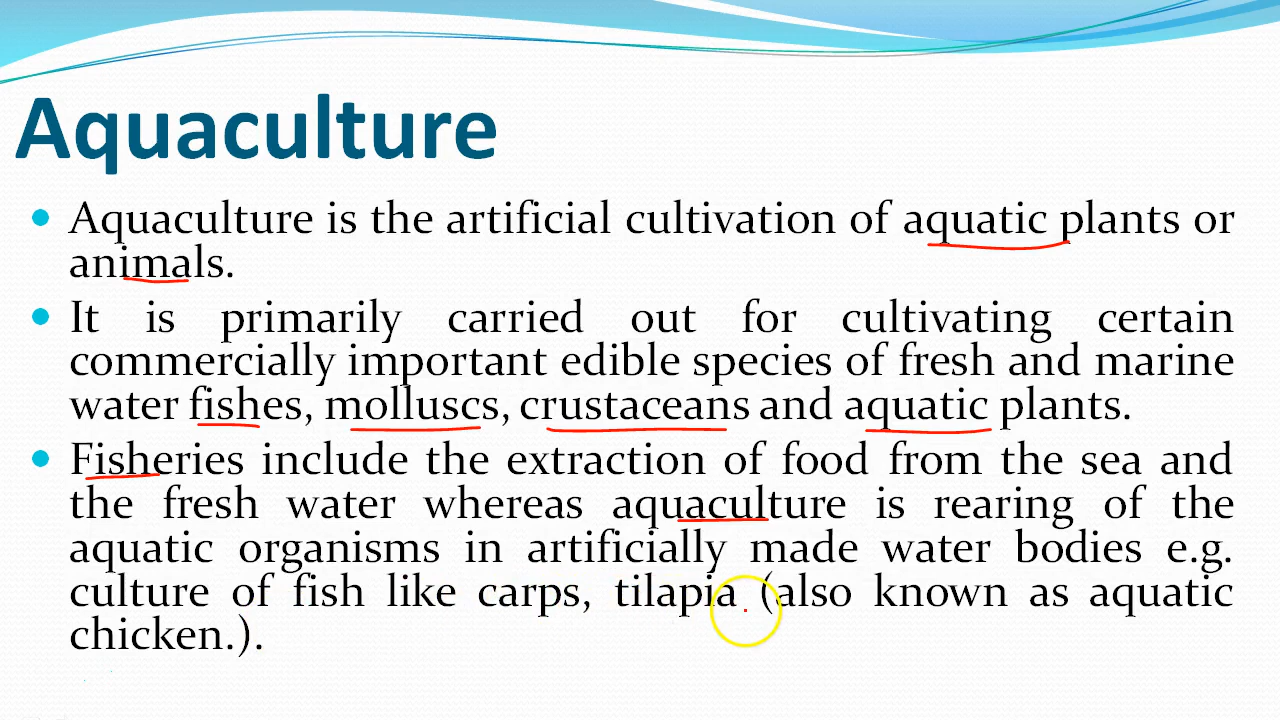 Aquaculture
• Aquaculture is the artificial cultivation of aquatic plants or
animals.
• It is primarily carried out for cultivating certain
commercially important edible species of fresh and marine
water fishes, molluscs, crustaceans and aquatic plants.
• Fisheries include the extraction of food from the sea and
the fresh water whereas aquaculture is rearing of the
aquatic organisms in artificially made water bodies e.g.
culture of fish like carps, tilapia (also known as aquatic
chicken.).